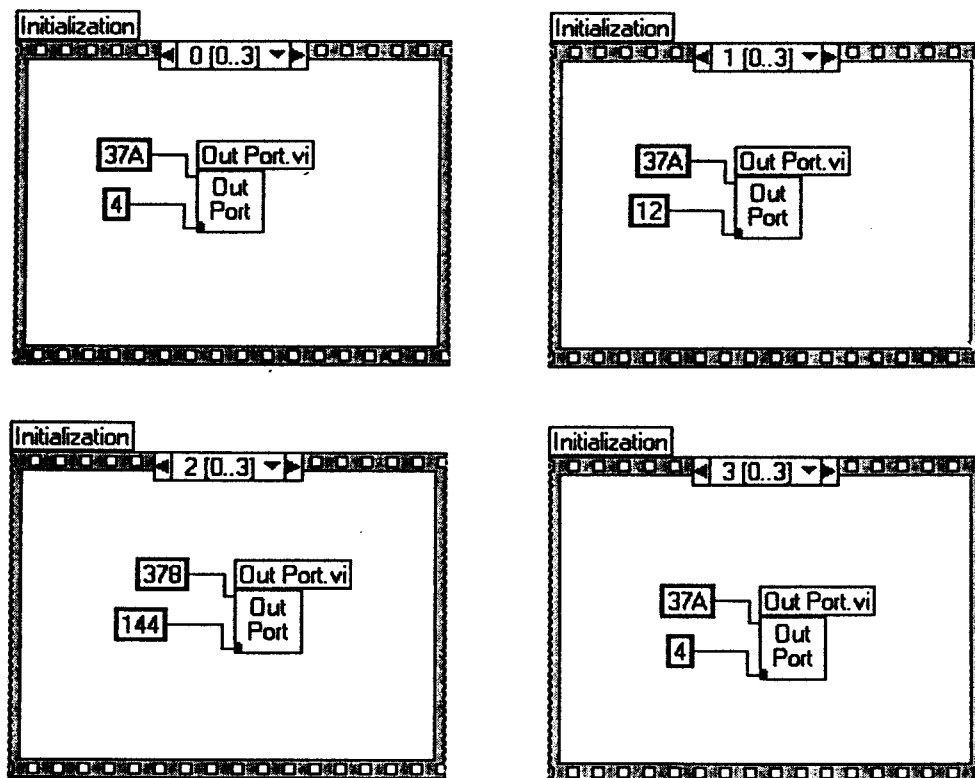 Initialization
0 [0..3]
37A
Out Port.vi
4
Out
Port
Initialization
1 [0..3]
37A
Out Port.vi
12
Out
Port
Initialization
2 [0..3]
378
Out Port.vi
144
Out
Port
Initialization
3 [0..3]
37A
Out Port.vi
4
Out
Port